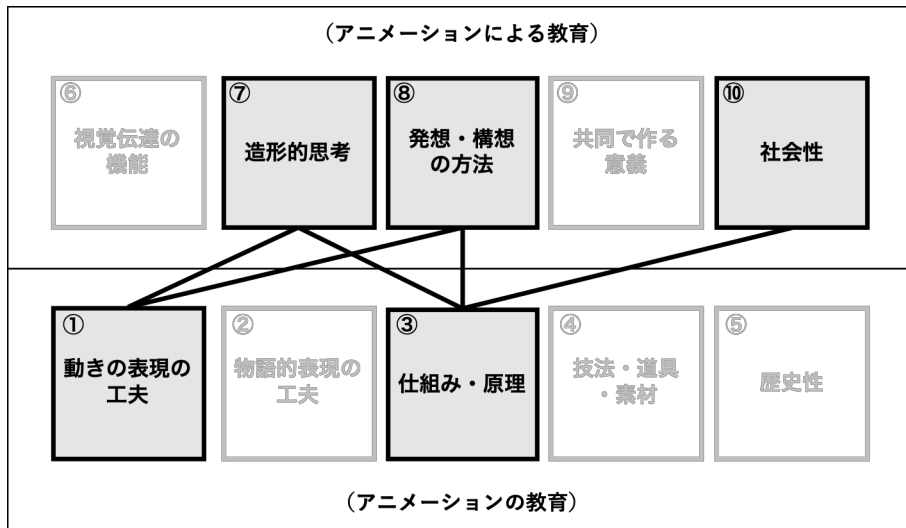 （アニメーションによる教育）
⑥
視覚伝達の
機能
⑦
造形的思考
⑧
発想・構想
の方法
⑨
共同で作る
意義
⑩
社会性
①
動きの表現の
工夫
②
物語的表現の
工夫
③
仕組み・原理
④
技法・道具
・素材
⑤
歴史性
（アニメーションの教育）